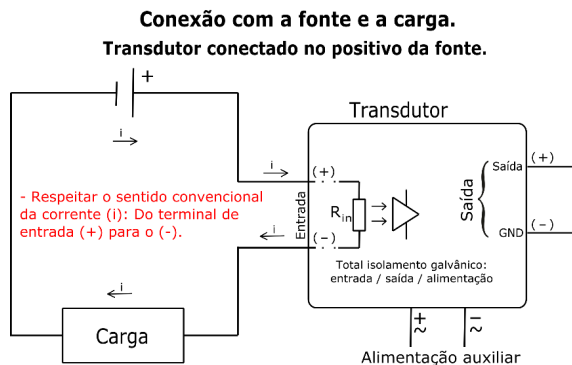 Conexão com a fonte e a carga.
Transdutor conectado no positivo da fonte.
+
i
Transdutor
i
(+)
- Respeitar o sentido convencional
da corrente (i): Do terminal de
entrada (+) para o (-).
Entrada
Rin
i
(−)
Saída
Saída
(+)
GND
(−)
Total isolamento galvânico:
entrada / saída / alimentação
i
Carga
+ −
~ ~
Alimentação auxiliar